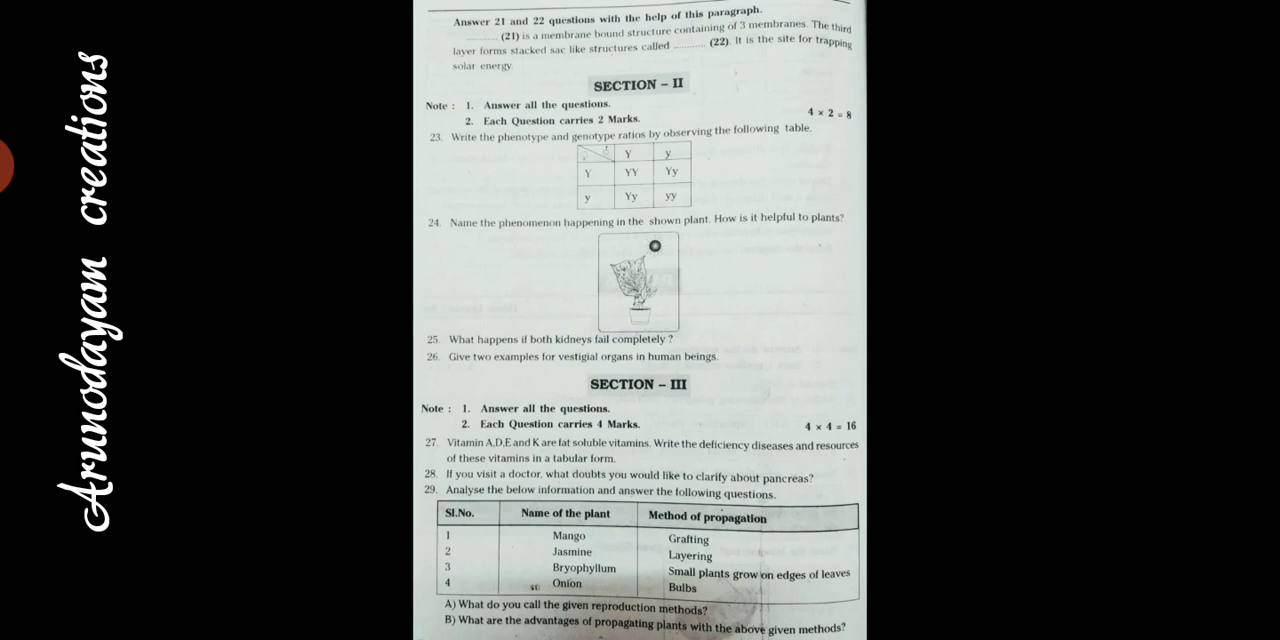 Arunodayam creations
Answer 21 and 22 questions with the help of this paragraph.
.......... (21) is a membrane bound structure containing of 3 membranes. The third
layer forms stacked sac like structures called ........... (22). It is the site for trapping
solar energy.
SECTION – II
Note : 1. Answer all the questions.
2. Each Question carries 2 Marks. 4 × 2 = 8
23. Write the phenotype and genotype ratios by observing the following table.
♀ ♂ Y y
Y YY Yy
y Yy yy
24. Name the phenomenon happening in the shown plant. How is it helpful to plants?
25. What happens if both kidneys fail completely ?
26. Give two examples for vestigial organs in human beings.
SECTION – III
Note : 1. Answer all the questions.
2. Each Question carries 4 Marks. 4 × 4 = 16
27. Vitamin A,D,E and K are fat soluble vitamins. Write the deficiency diseases and resources
of these vitamins in a tabular form.
28. If you visit a doctor, what doubts you would like to clarify about pancreas?
29. Analyse the below information and answer the following questions.
Sl.No. Name of the plant Method of propagation
1 Mango Grafting
2 Jasmine Layering
3 Bryophyllum Small plants grow on edges of leaves
4 Onion Bulbs
A) What do you call the given reproduction methods?
B) What are the advantages of propagating plants with the above given methods?